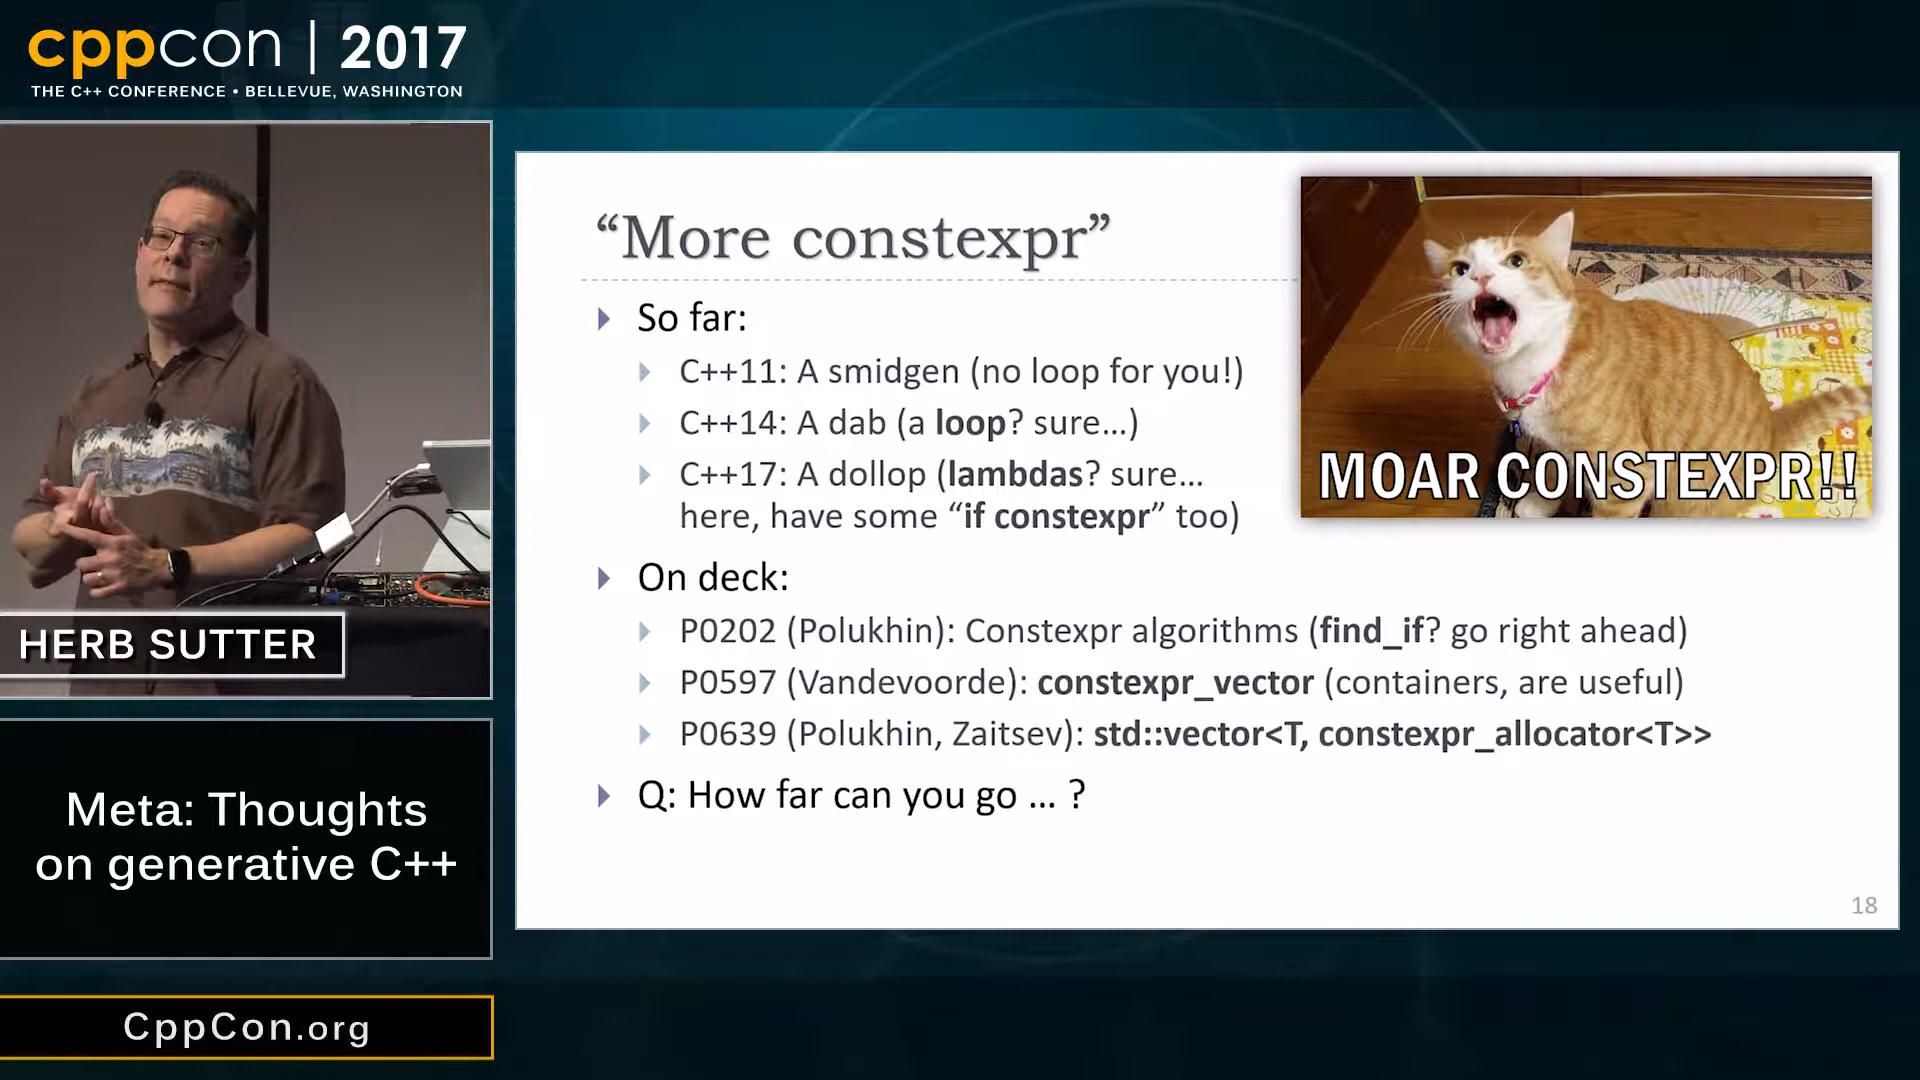 cppcon | 2017
THE C++ CONFERENCE • BELLEVUE, WASHINGTON
HERB SUTTER
Meta: Thoughts
on generative C++
CppCon.org
“More constexpr”
So far:
C++11: A smidgen (no loop for you!)
C++14: A dab (a loop? sure…)
C++17: A dollop (lambdas? sure…
here, have some “if constexpr” too)
MOAR CONSTEXPR!!
On deck:
P0202 (Polukhin): Constexpr algorithms (find_if? go right ahead)
P0597 (Vandevoorde): constexpr_vector (containers, are useful)
P0639 (Polukhin, Zaitsev): std::vector<T, constexpr_allocator<T>>
Q: How far can you go … ?
18